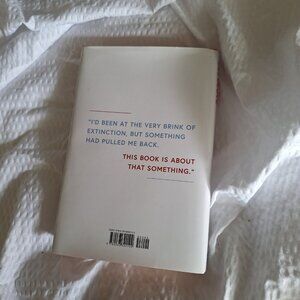 "I'D BEEN AT THE VERY BRINK OF
EXTINCTION, BUT SOMETHING
HAD PULLED ME BACK.
THIS BOOK IS ABOUT
THAT SOMETHING."